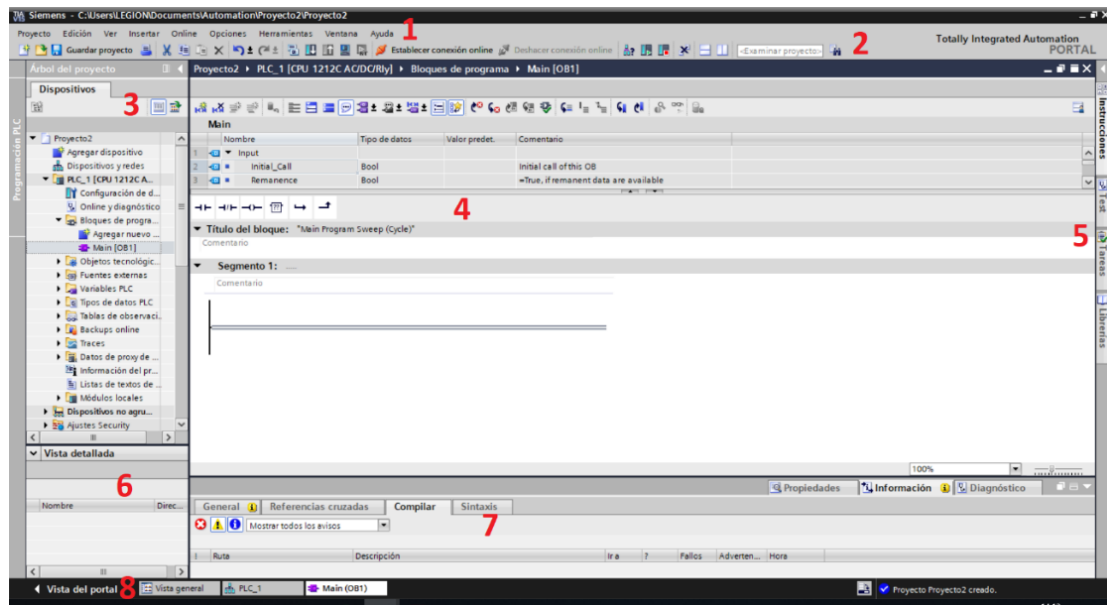 Siemens - C:\Users\LEGION\Documents\Automation\Proyecto2\Proyecto2
Proyecto Edición Ver Insertar Online Opciones Herramientas Ventana Ayuda
1
Guardar proyecto
Establecer conexión online
Deshacer conexión online
<Examinar proyecto>
2
Totally Integrated Automation
PORTAL
Árbol del proyecto
Proyecto2 PLC_1 [CPU 1212C AC/DC/Rly] Bloques de programa Main [OB1]
Dispositivos
3
Programación PLC
Proyecto2
Agregar dispositivo
Dispositivos y redes
PLC_1 [CPU 1212C A...
Configuración de d...
Online y diagnóstico
Bloques de progra...
Agregar nuevo ...
Main [OB1]
Objetos tecnológic...
Fuentes externas
Variables PLC
Tipos de datos PLC
Tablas de observaci...
Backups online
Traces
Datos de proxy de ...
Información del pr...
Listas de textos de ...
Módulos locales
Dispositivos no agru...
Ajustes Security
Vista detallada
6
Nombre Direc...
Main
Nombre Tipo de datos Valor predet. Comentario
1 Input
2 Initial_Call Bool Initial call of this OB
3 Remanence Bool =True, if remanent data are available
4
Título del bloque: "Main Program Sweep (Cycle)"
Comentario
Segmento 1:
Comentario
100%
Instrucciones
Test
5
Tareas
Librerías
Propiedades Información Diagnóstico
General Referencias cruzadas Compilar Sintaxis
Mostrar todos los avisos
7
! Ruta Descripción Ir a ? Fallos Adverten... Hora
Vista del portal
8
Vista general PLC_1 Main (OB1)
Proyecto Proyecto2 creado.